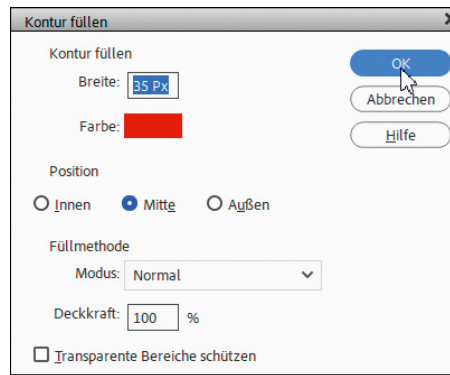 Kontur füllen
Kontur füllen
Breite: 35 Px
Farbe:
OK
Abbrechen
Hilfe
Position
Innen Mitte Außen
Füllmethode
Modus: Normal
Deckkraft: 100 %
Transparente Bereiche schützen